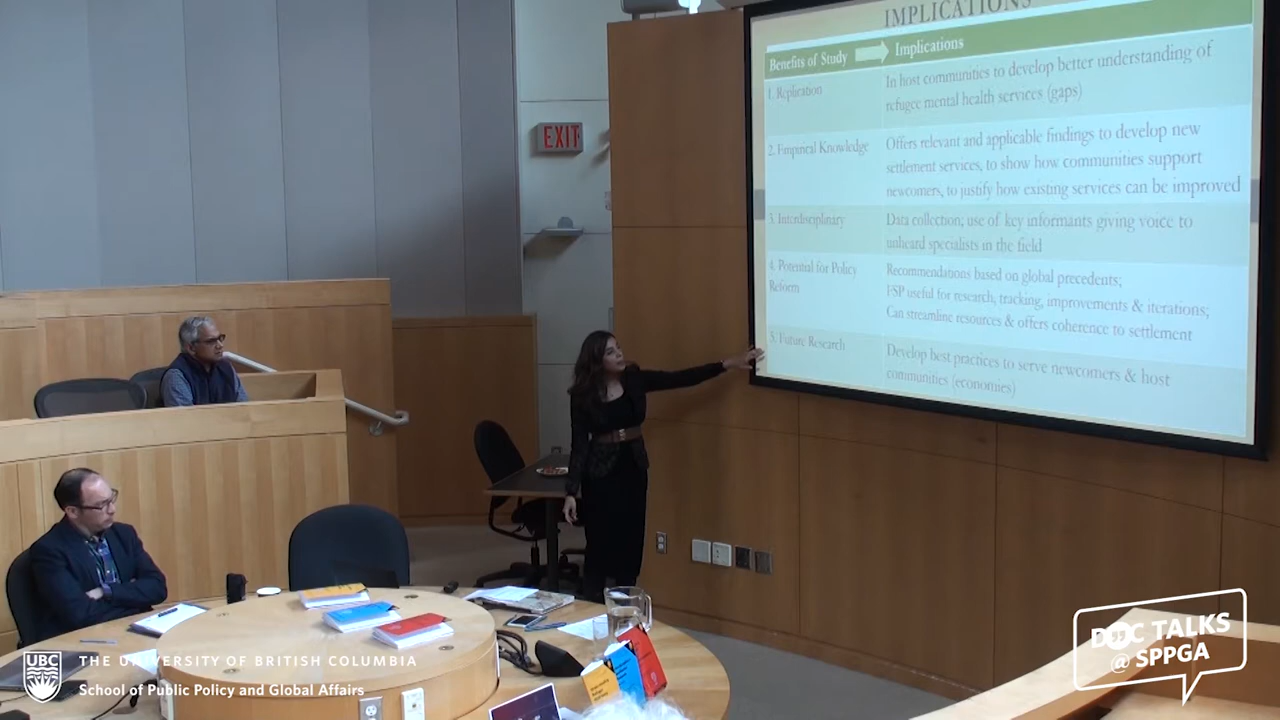 IMPLICATIONS
Benefits of Study
Implications
1. Replication
In host communities to develop better understanding of
refugee mental health services (gaps)
2. Empirical Knowledge
Offers relevant and applicable findings to develop new
settlement services, to show how communities support
newcomers, to justify how existing services can be improved
3. Interdisciplinary
Data collection; use of key informants giving voice to
unheard specialists in the field
4. Potential for Policy
Reform
Recommendations based on global precedents;
FSP useful for research, tracking, improvements & iterations;
Can streamline resources & offers coherence to settlement
5. Future Research
Develop best practices to serve newcomers & host
communities (economies)
EXIT
UBC
THE UNIVERSITY OF BRITISH COLUMBIA
School of Public Policy and Global Affairs
DOC TALKS
@ SPPGA